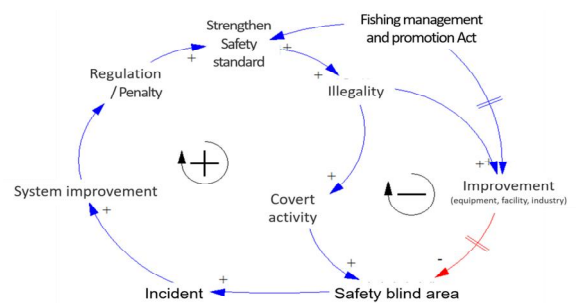 Strengthen
Safety
standard
Fishing management
and promotion Act
Regulation
/ Penalty
Illegality
System improvement
Covert
activity
Improvement
(equipment, facility, industry)
Incident
Safety blind area
+
+
+
+
+
+
+
+
+
+
-
+
−